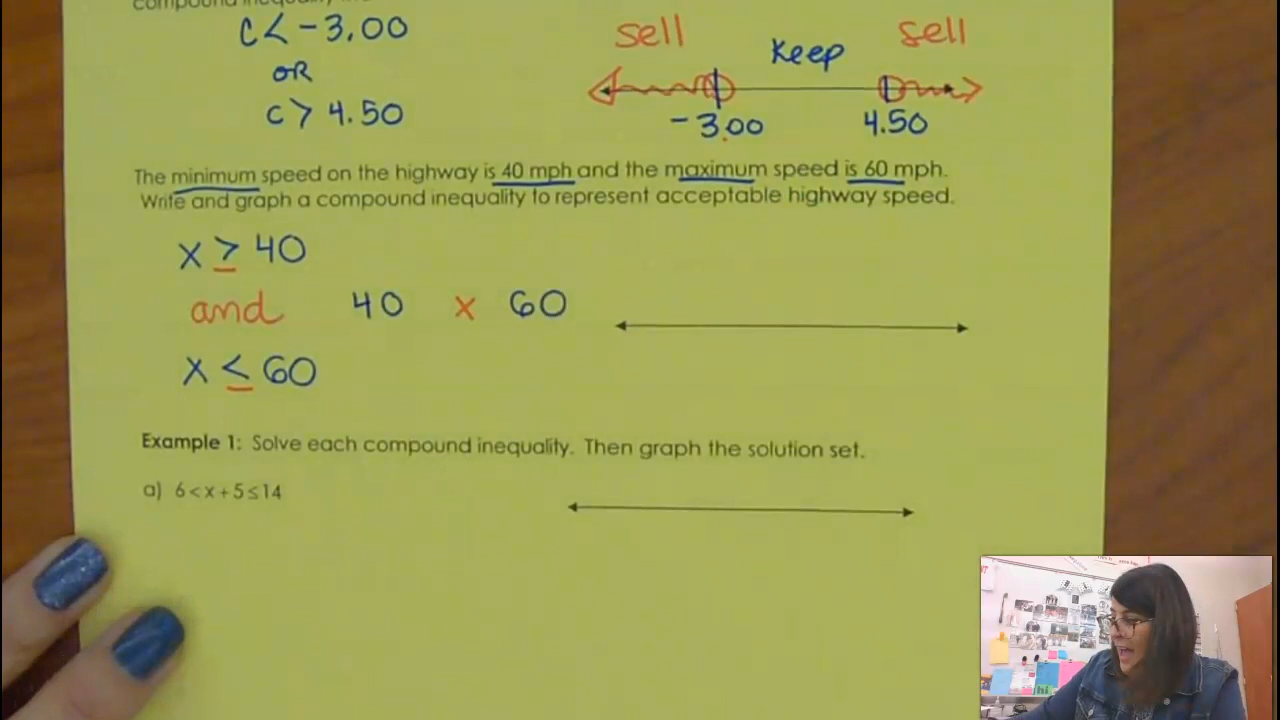 compound inequality
c < -3.00
OR
c > 4.50
sell
Keep
sell
-3.00
4.50
The minimum speed on the highway is 40 mph and the maximum speed is 60 mph.
Write and graph a compound inequality to represent acceptable highway speed.
x ≥ 40
and
40 x 60
x ≤ 60
Example 1: Solve each compound inequality. Then graph the solution set.
a) 6<x+5≤14
hi